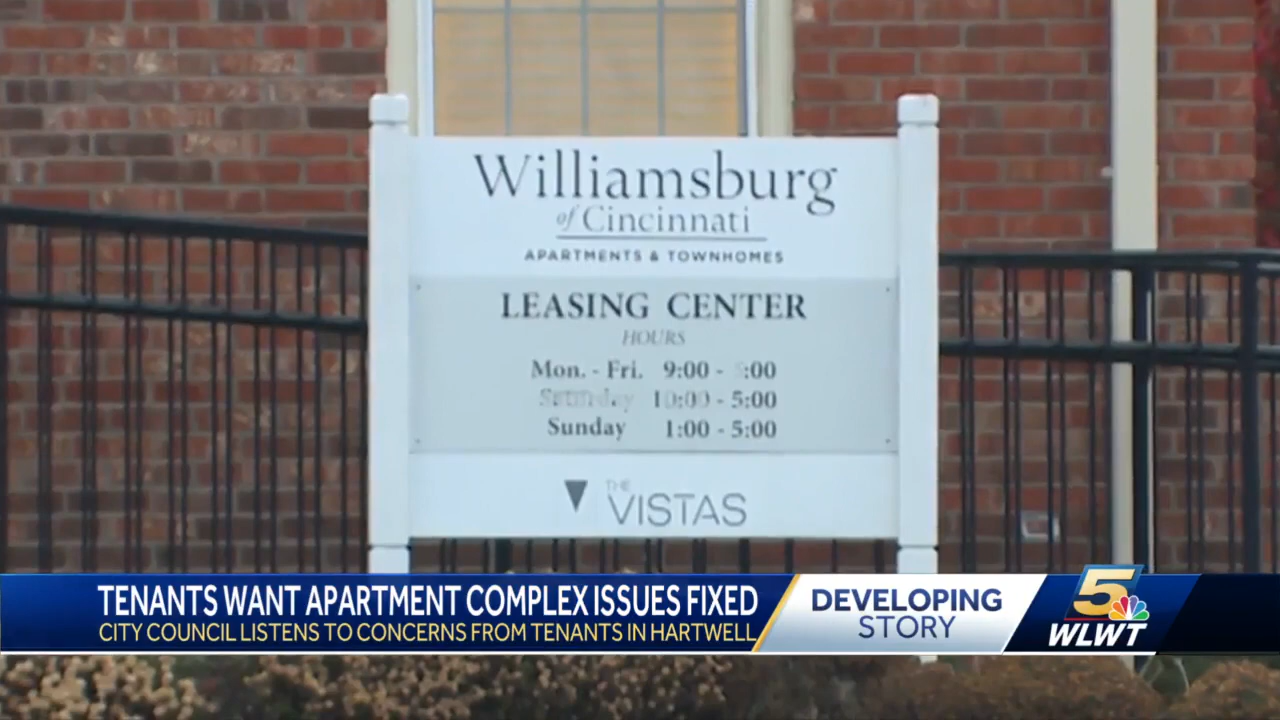 Williamsburg
of Cincinnati
APARTMENTS & TOWNHOMES
LEASING CENTER
HOURS
Mon. - Fri. 9:00 - :00
Saturday 10:00 - 5:00
Sunday 1:00 - 5:00
THE
VISTAS
TENANTS WANT APARTMENT COMPLEX ISSUES FIXED
CITY COUNCIL LISTENS TO CONCERNS FROM TENANTS IN HARTWELL
DEVELOPING
STORY
5
WLWT